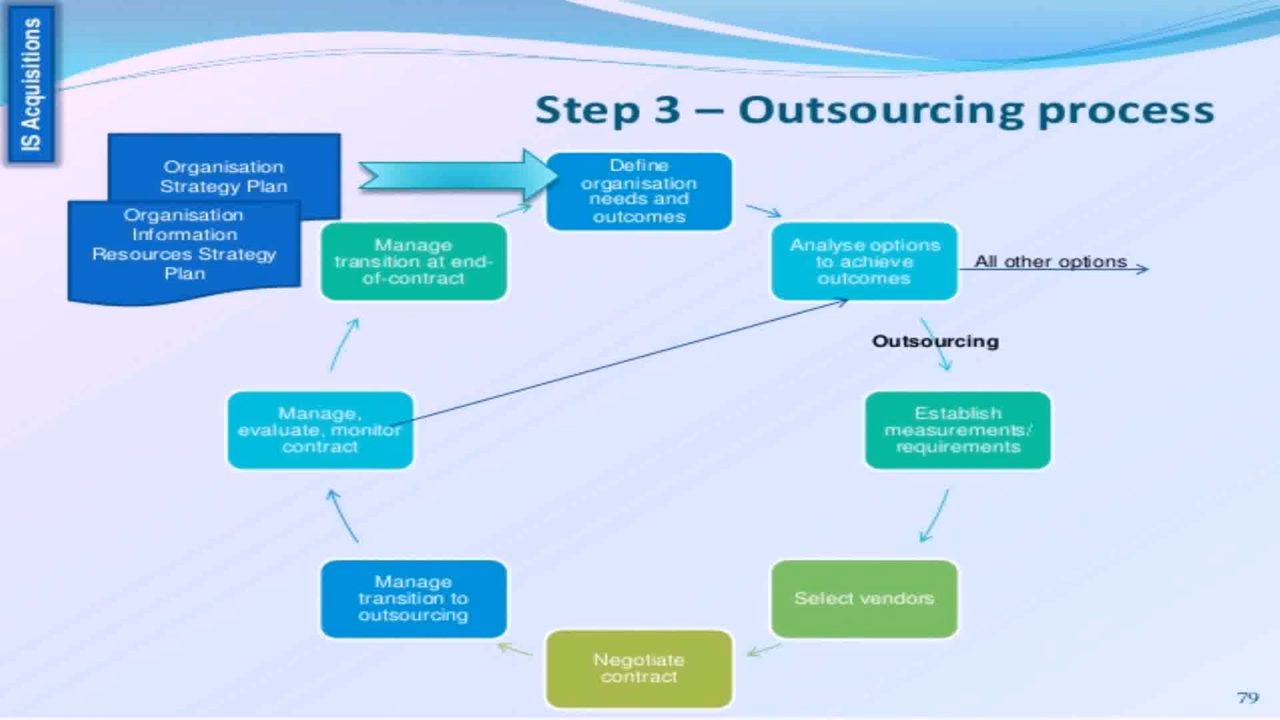 IS Acquisitions
Step 3 – Outsourcing process
Organisation
Strategy Plan
Organisation
Information
Resources Strategy
Plan
Define
organisation
needs and
outcomes
Analyse options
to achieve
outcomes
All other options
Outsourcing
Establish
measurements/
requirements
Select vendors
Negotiate
contract
Manage
transition to
outsourcing
Manage,
evaluate, monitor
contract
Manage
transition at end-
of-contract
79